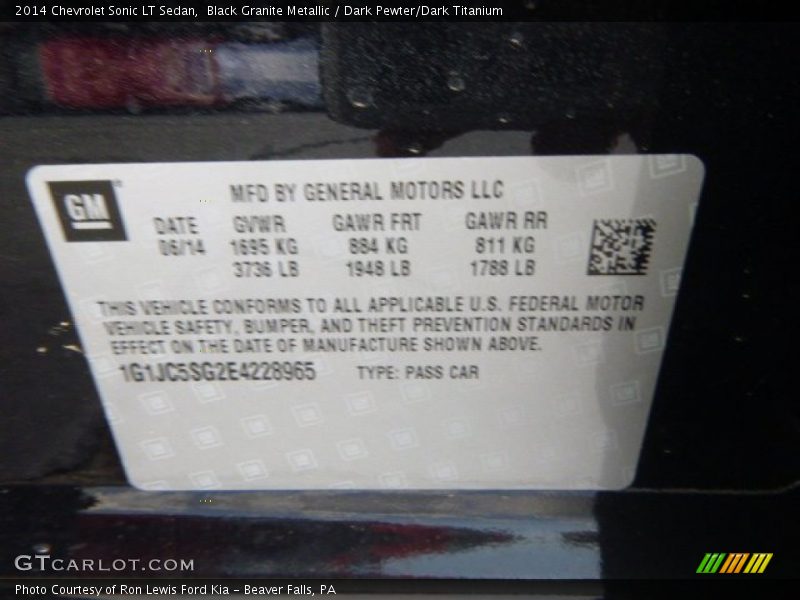 2014 Chevrolet Sonic LT Sedan, Black Granite Metallic / Dark Pewter/Dark Titanium
GM
MFD BY GENERAL MOTORS LLC
DATE GVWR GAWR FRT GAWR RR
06/14 1695 KG 884 KG 811 KG
3736 LB 1948 LB 1788 LB
THIS VEHICLE CONFORMS TO ALL APPLICABLE U.S. FEDERAL MOTOR
VEHICLE SAFETY, BUMPER, AND THEFT PREVENTION STANDARDS IN
EFFECT ON THE DATE OF MANUFACTURE SHOWN ABOVE.
1G1JC5SG2E4228965 TYPE: PASS CAR
GTCARLOT.COM
Photo Courtesy of Ron Lewis Ford Kia - Beaver Falls, PA